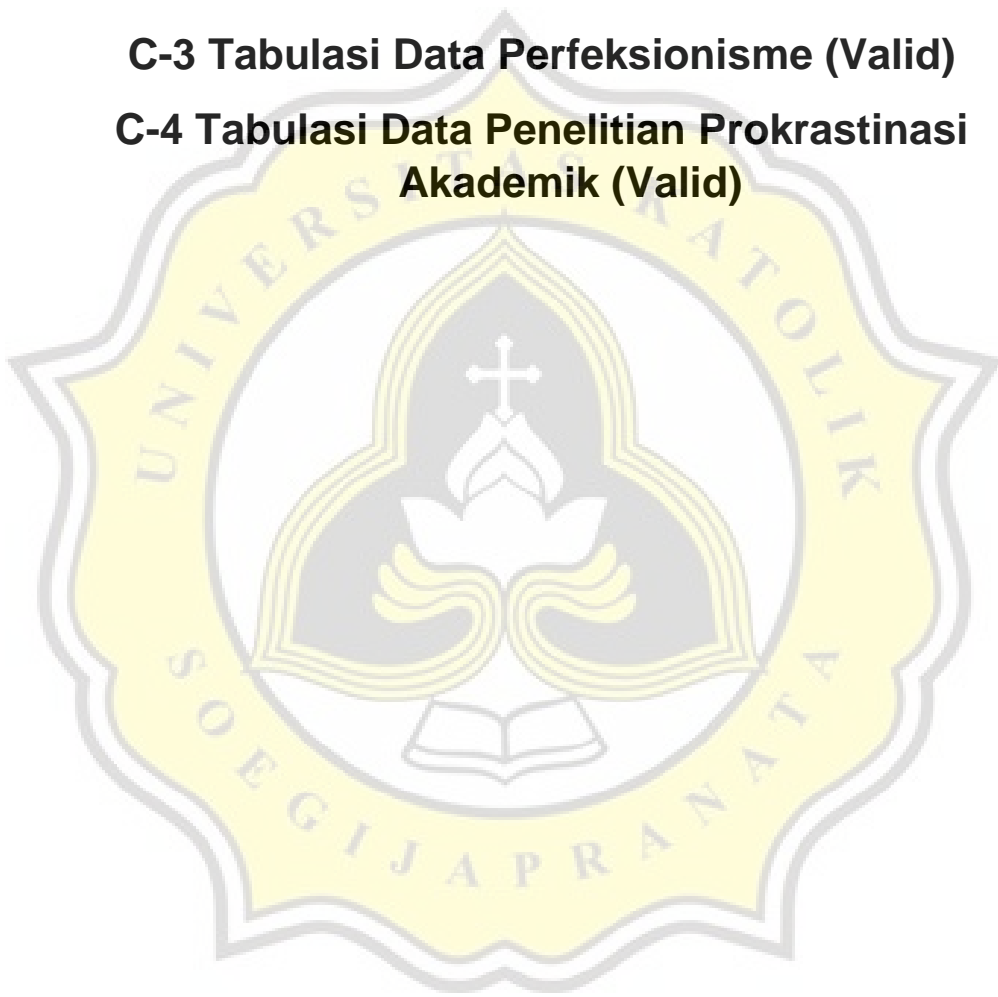 C-3 Tabulasi Data Perfeksionisme (Valid)
C-4 Tabulasi Data Penelitian Prokrastinasi
Akademik (Valid)
UNIVERSITAS KATOLIK
SOEGIJAPRANATA